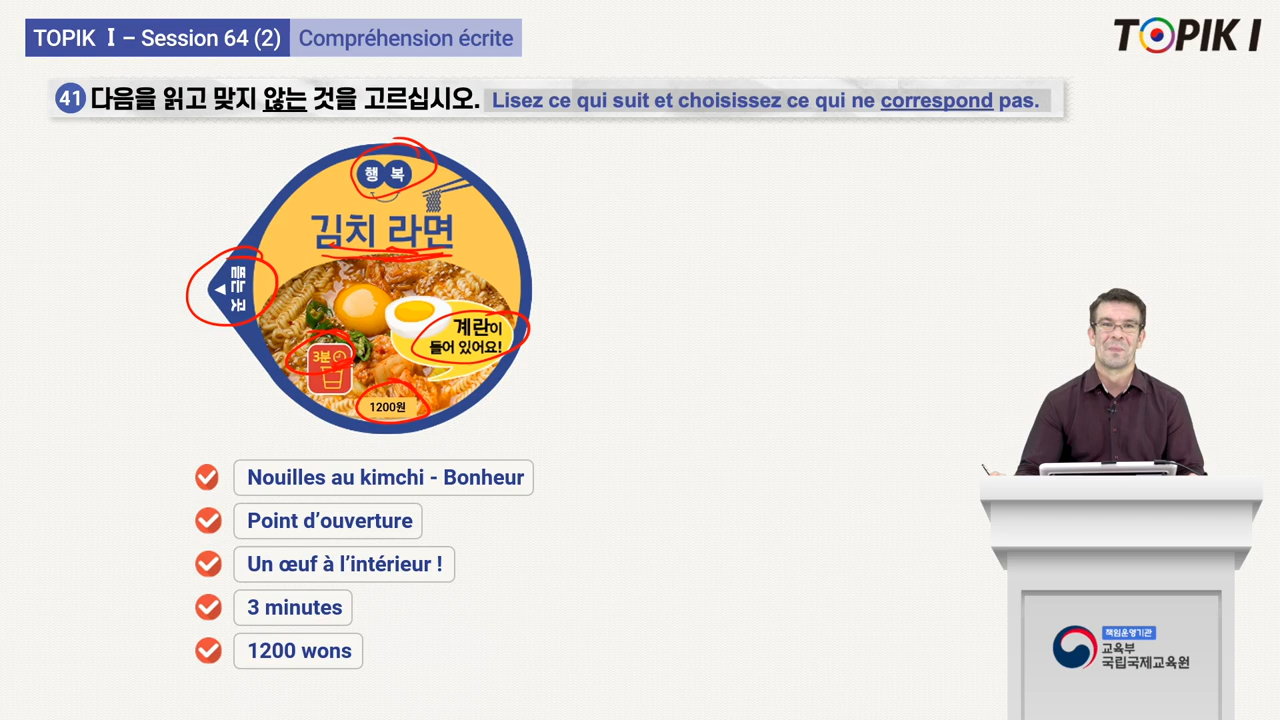 TOPIK Ⅰ – Session 64 (2) Compréhension écrite
TOPIK I
41 다음을 읽고 맞지 않는 것을 고르십시오. Lisez ce qui suit et choisissez ce qui ne correspond pas.
행복
김치 라면
뜯는 곳
계란이
들어 있어요!
3분
1200원
Nouilles au kimchi - Bonheur
Point d’ouverture
Un œuf à l’intérieur !
3 minutes
1200 wons
책임운영기관
교육부
국립국제교육원